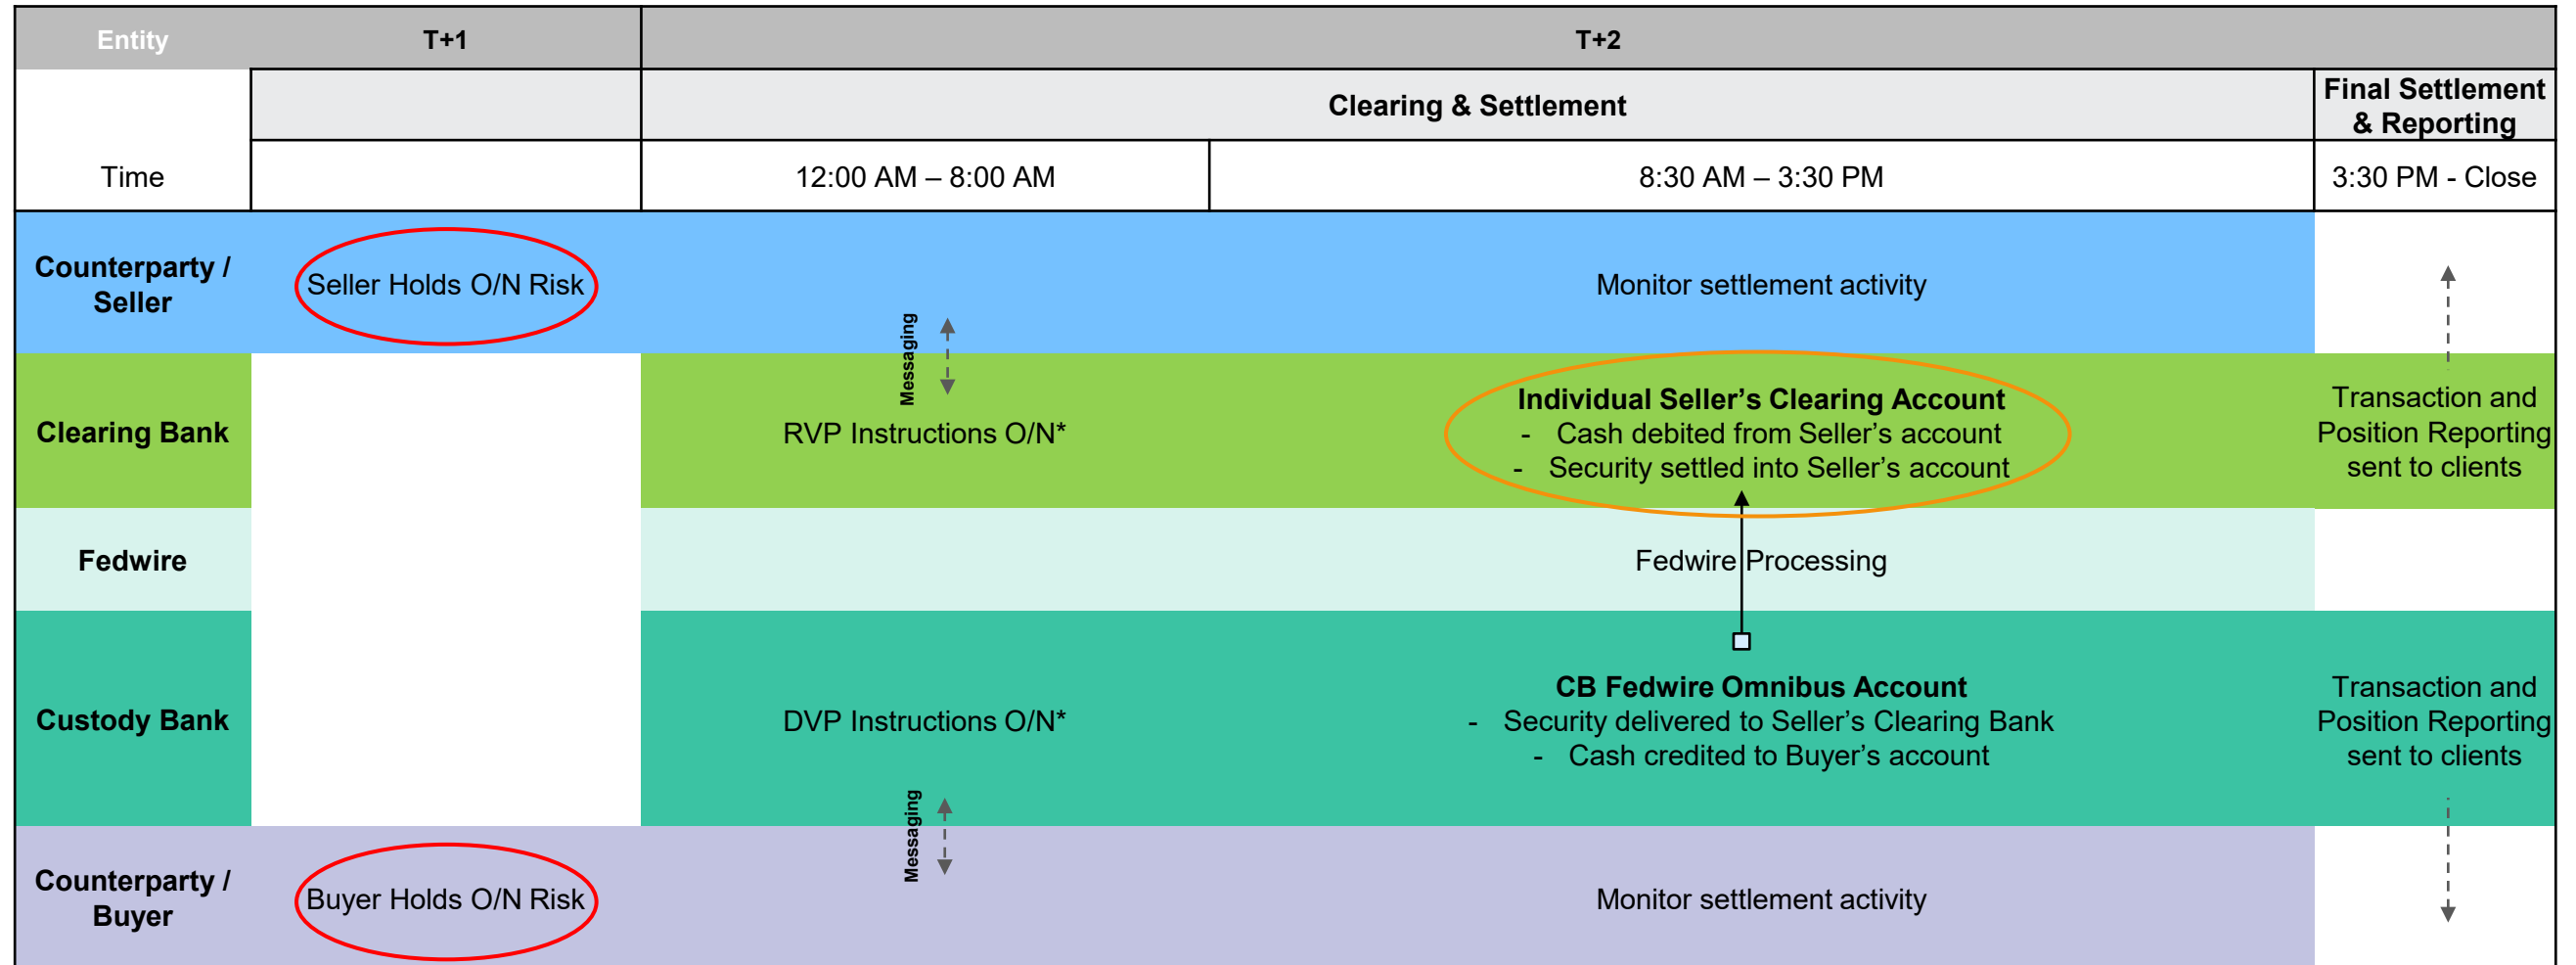 Entity
T+1
T+2
Clearing & Settlement
Final Settlement
& Reporting
Time
12:00 AM – 8:00 AM
8:30 AM – 3:30 PM
3:30 PM - Close
Counterparty /
Seller
Seller Holds O/N Risk
Monitor settlement activity
Messaging
Clearing Bank
RVP Instructions O/N*
Individual Seller’s Clearing Account
- Cash debited from Seller’s account
- Security settled into Seller’s account
Transaction and
Position Reporting
sent to clients
Fedwire
Fedwire Processing
Custody Bank
DVP Instructions O/N*
CB Fedwire Omnibus Account
- Security delivered to Seller’s Clearing Bank
- Cash credited to Buyer’s account
Transaction and
Position Reporting
sent to clients
Messaging
Counterparty /
Buyer
Buyer Holds O/N Risk
Monitor settlement activity